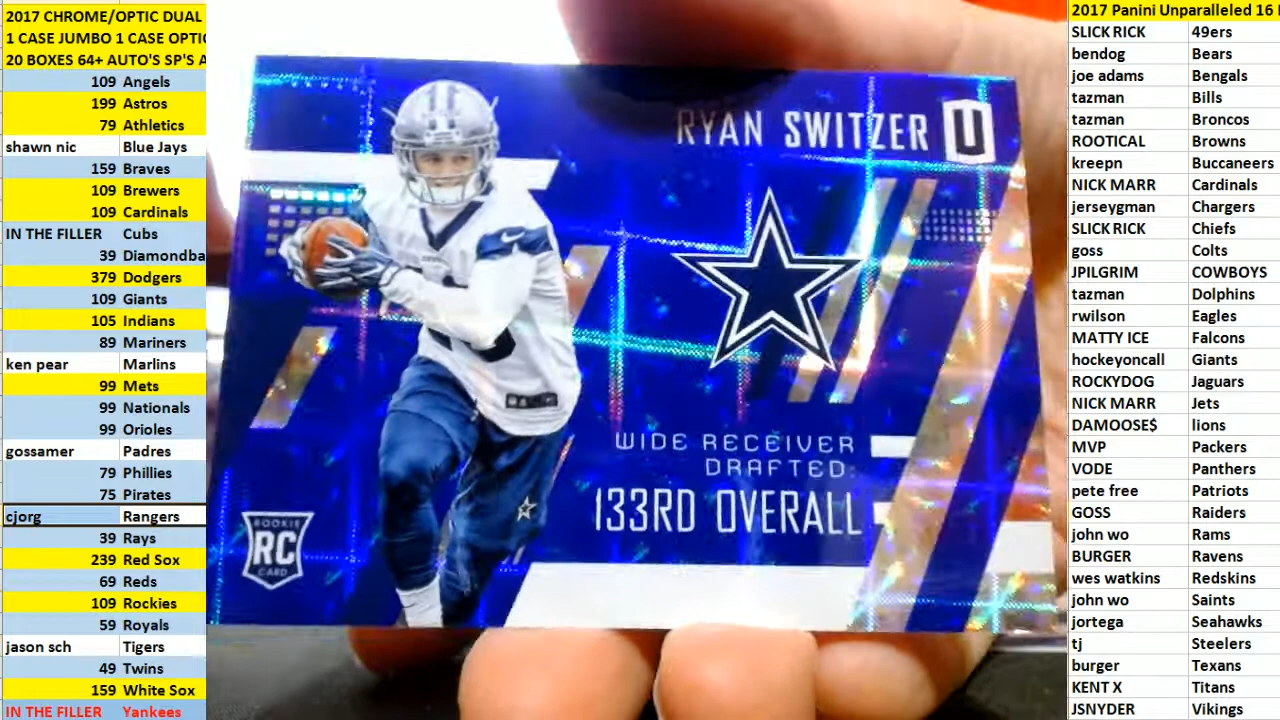 2017 CHROME/OPTIC DUAL
1 CASE JUMBO 1 CASE OPTIC
20 BOXES 64+ AUTO'S SP'S A
109 Angels
199 Astros
79 Athletics
shawn nic Blue Jays
159 Braves
109 Brewers
109 Cardinals
IN THE FILLER Cubs
39 Diamondba
379 Dodgers
109 Giants
105 Indians
89 Mariners
ken pear Marlins
99 Mets
99 Nationals
99 Orioles
gossamer Padres
79 Phillies
75 Pirates
cjorg Rangers
39 Rays
239 Red Sox
69 Reds
109 Rockies
59 Royals
jason sch Tigers
49 Twins
159 White Sox
IN THE FILLER Yankees
RYAN SWITZER U
WIDE RECEIVER
DRAFTED:
133RD OVERALL
ROOKIE
RC
CARD
2017 Panini Unparalleled 16
SLICK RICK 49ers
bendog Bears
joe adams Bengals
tazman Bills
tazman Broncos
ROOTICAL Browns
kreepn Buccaneers
NICK MARR Cardinals
jerseygman Chargers
SLICK RICK Chiefs
goss Colts
JPILGRIM COWBOYS
tazman Dolphins
rwilson Eagles
MATTY ICE Falcons
hockeyoncall Giants
ROCKYDOG Jaguars
NICK MARR Jets
DAMOOSE$ lions
MVP Packers
VODE Panthers
pete free Patriots
GOSS Raiders
john wo Rams
BURGER Ravens
wes watkins Redskins
john wo Saints
jortega Seahawks
tj Steelers
burger Texans
KENT X Titans
JSNYDER Vikings